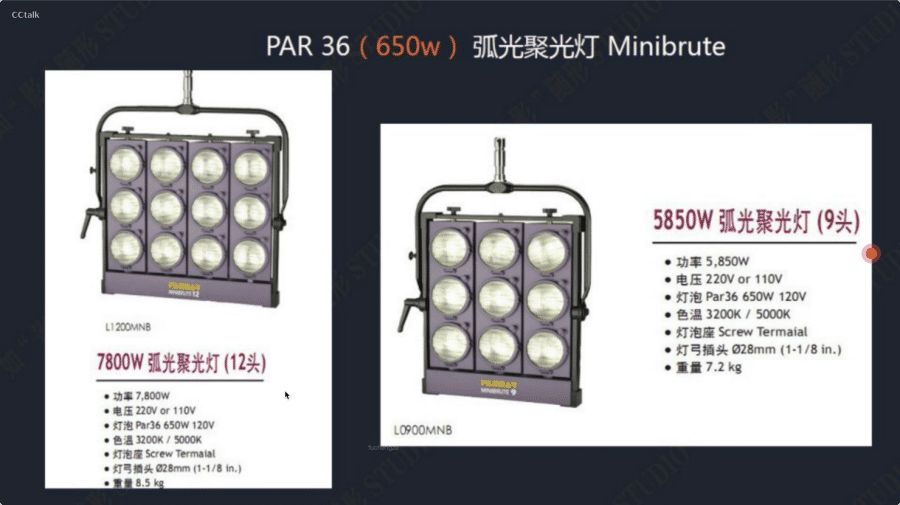 CCtalk
PAR 36（650w） 弧光聚光灯 Minibrute
MINIBRUTE 12
L1200MNB
7800W 弧光聚光灯 (12头)
• 功率 7,800W
• 电压 220V or 110V
• 灯泡 Par36 650W 120V
• 色温 3200K / 5000K
• 灯泡座 Screw Termaial
• 灯弓插头 Ø28mm (1-1/8 in.)
• 重量 8.5 kg
MINIBRUTE 9
L0900MNB
5850W 弧光聚光灯 (9头)
• 功率 5,850W
• 电压 220V or 110V
• 灯泡 Par36 650W 120V
• 色温 3200K / 5000K
• 灯泡座 Screw Termaial
• 灯弓插头 Ø28mm (1-1/8 in.)
• 重量 7.2 kg